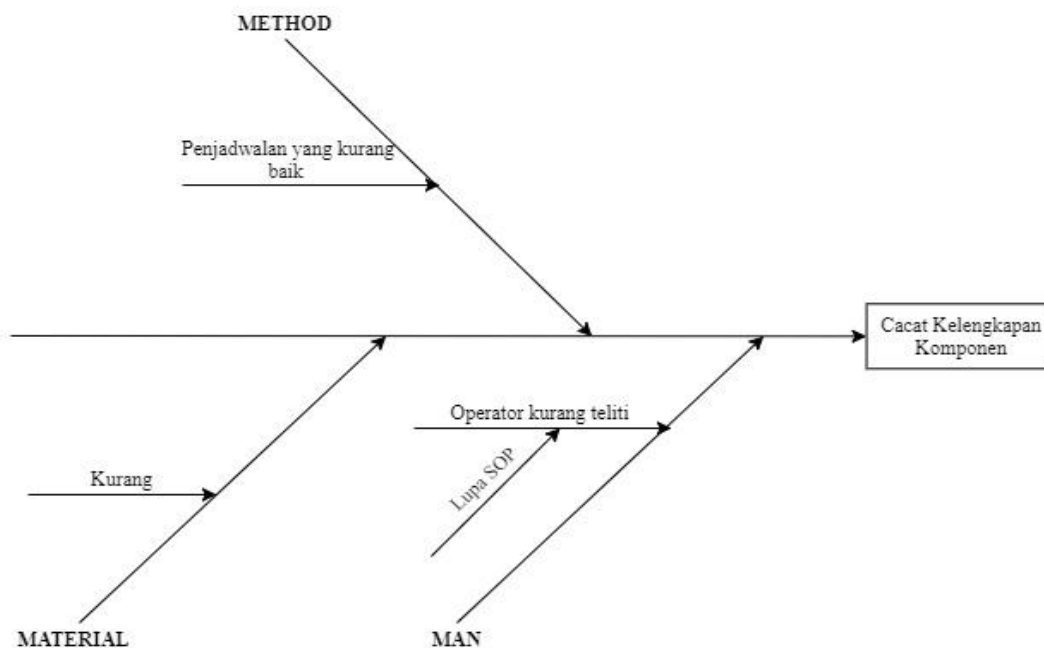 METHOD
Penjadwalan yang kurang
baik
Cacat Kelengkapan
Komponen
Operator kurang teliti
Lupa SOP
Kurang
MATERIAL
MAN